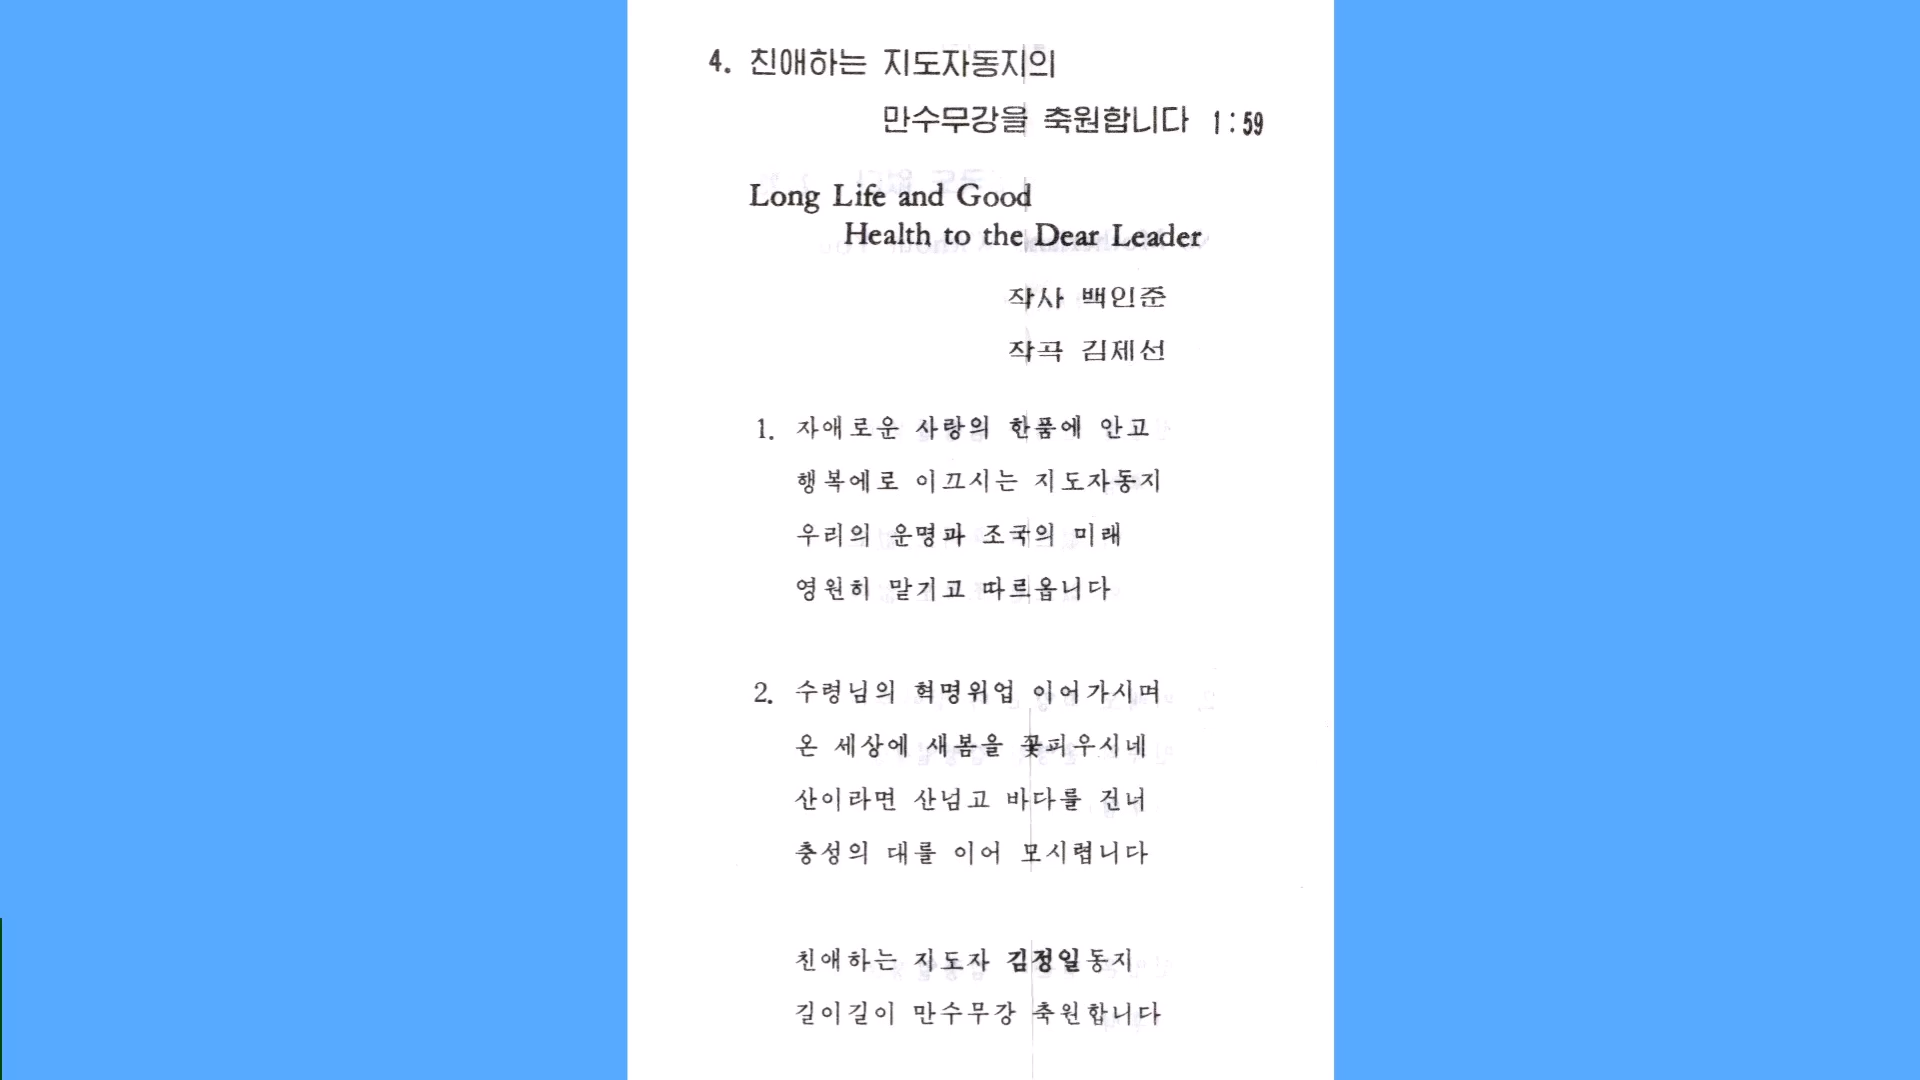 4. 친애하는 지도자동지의
만수무강을 축원합니다 1:59
Long Life and Good
Health to the Dear Leader
작사 백인준
작곡 김제선
1. 자애로운 사랑의 한품에 안고
행복에로 이끄시는 지도자동지
우리의 운명과 조국의 미래
영원히 맡기고 따르옵니다
2. 수령님의 혁명위업 이어가시며
온 세상에 새봄을 꽃피우시네
산이라면 산넘고 바다를 건너
충성의 대를 이어 모시렵니다
친애하는 지도자 김정일동지
길이길이 만수무강 축원합니다